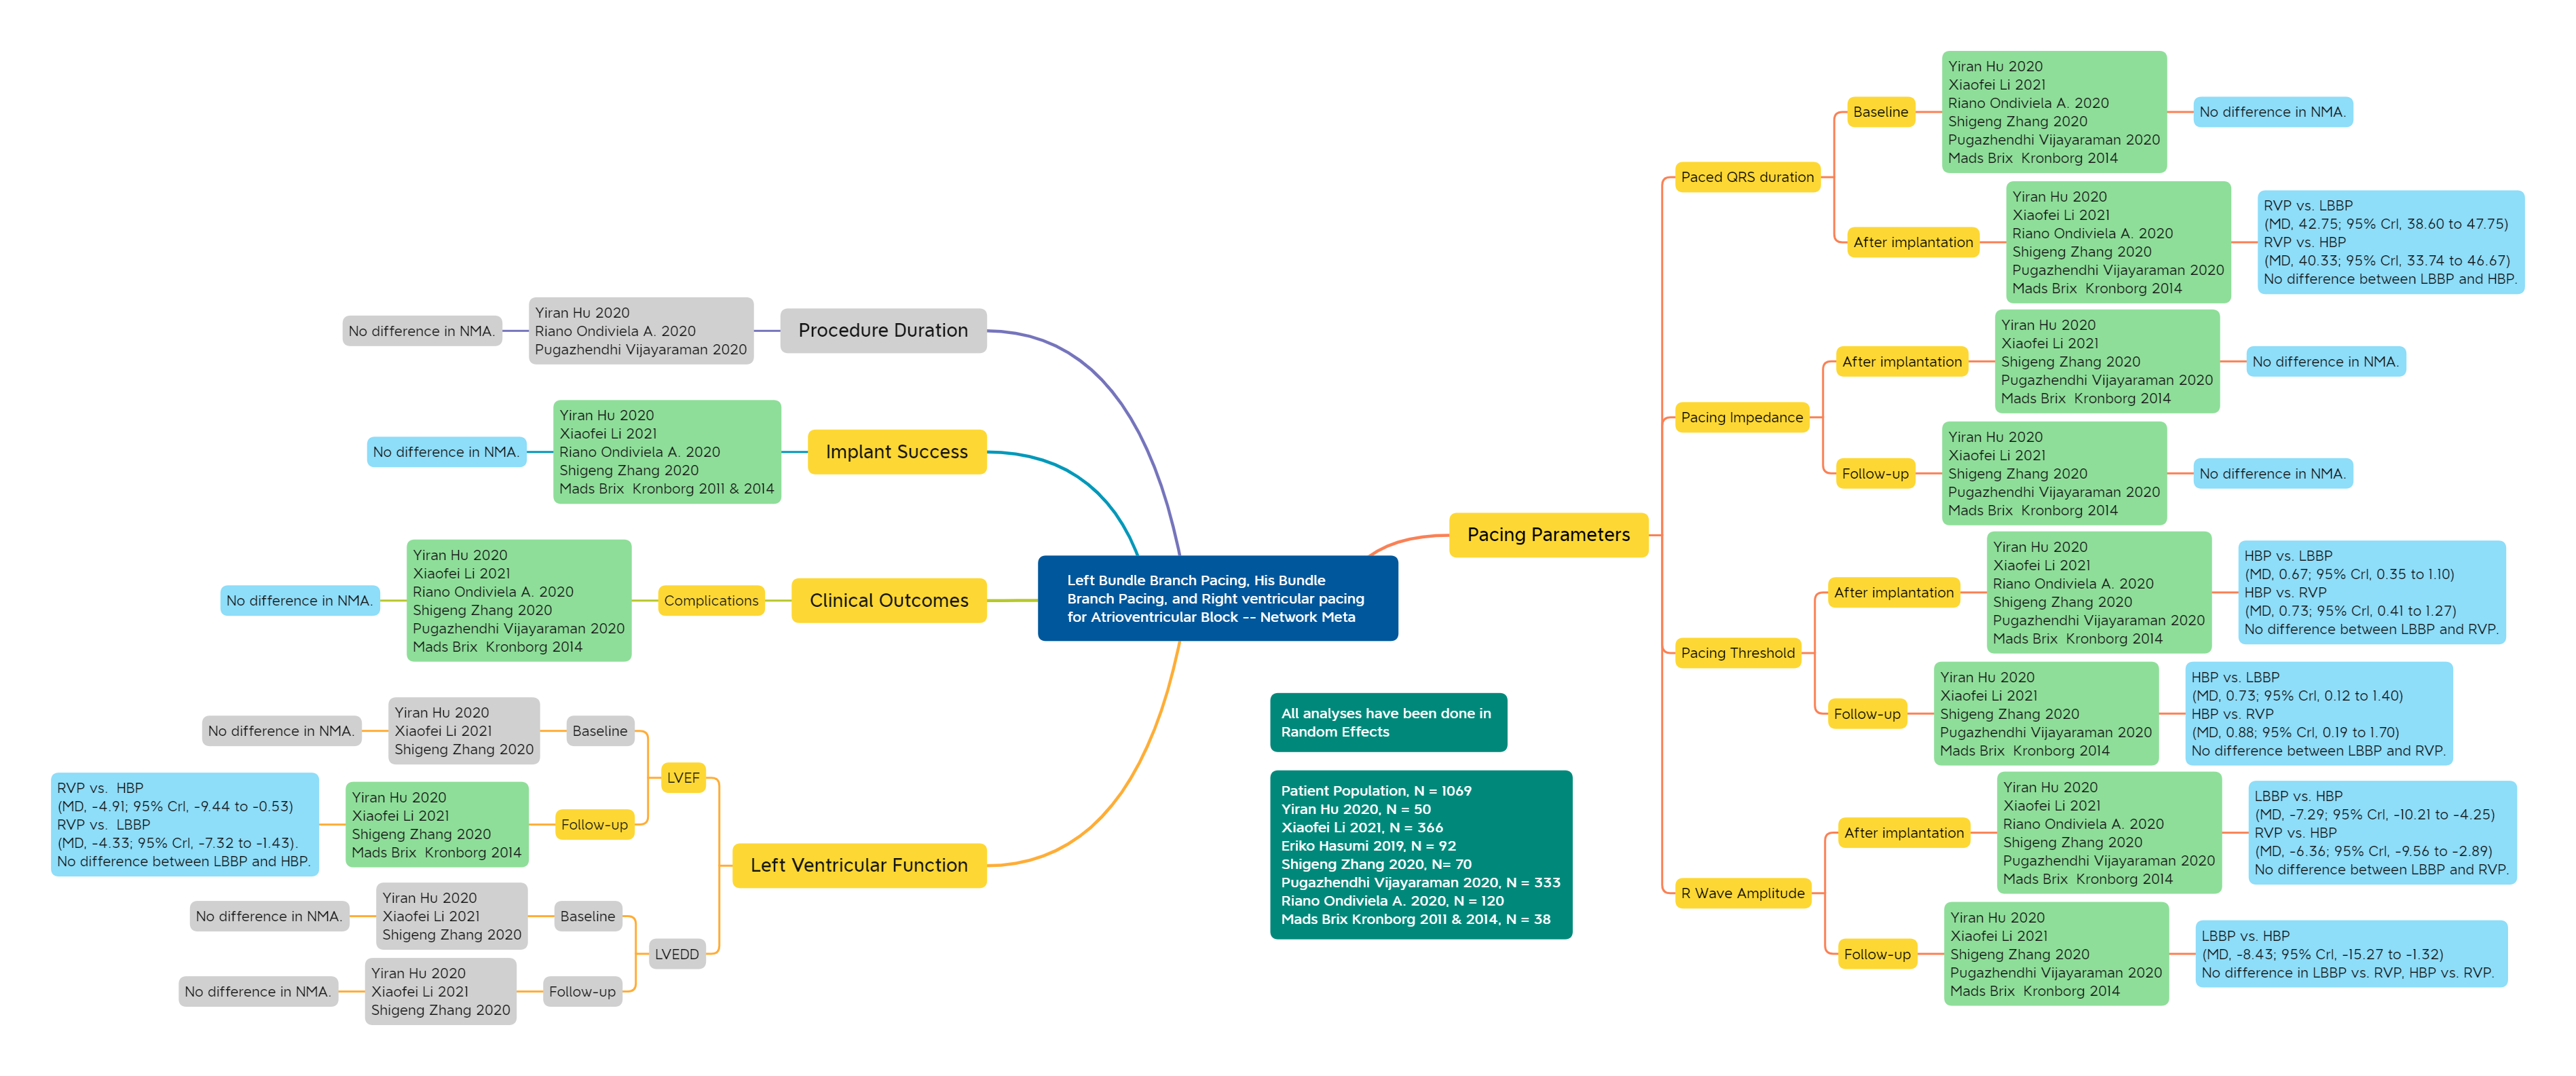 Left Bundle Branch Pacing, His Bundle
Branch Pacing, and Right ventricular pacing
for Atrioventricular Block -- Network Meta
Procedure Duration
Yiran Hu 2020
Riano Ondiviela A. 2020
Pugazhendhi Vijayaraman 2020
No difference in NMA.
Implant Success
Yiran Hu 2020
Xiaofei Li 2021
Riano Ondiviela A. 2020
Shigeng Zhang 2020
Mads Brix  Kronborg 2011 & 2014
No difference in NMA.
Clinical Outcomes
Complications
Yiran Hu 2020
Xiaofei Li 2021
Riano Ondiviela A. 2020
Shigeng Zhang 2020
Pugazhendhi Vijayaraman 2020
Mads Brix  Kronborg 2014
No difference in NMA.
Left Ventricular Function
LVEF
Baseline
Yiran Hu 2020
Xiaofei Li 2021
Shigeng Zhang 2020
No difference in NMA.
Follow-up
Yiran Hu 2020
Xiaofei Li 2021
Shigeng Zhang 2020
Mads Brix  Kronborg 2014
RVP vs.  HBP
(MD, -4.91; 95% Crl, -9.44 to -0.53)
RVP vs.  LBBP
(MD, -4.33; 95% Crl, -7.32 to -1.43).
No difference between LBBP and HBP.
LVEDD
Baseline
Yiran Hu 2020
Xiaofei Li 2021
Shigeng Zhang 2020
No difference in NMA.
Follow-up
Yiran Hu 2020
Xiaofei Li 2021
Shigeng Zhang 2020
No difference in NMA.
All analyses have been done in
Random Effects
Patient Population, N = 1069
Yiran Hu 2020, N = 50
Xiaofei Li 2021, N = 366
Eriko Hasumi 2019, N = 92
Shigeng Zhang 2020, N= 70
Pugazhendhi Vijayaraman 2020, N = 333
Riano Ondiviela A. 2020, N = 120
Mads Brix Kronborg 2011 & 2014, N = 38
Pacing Parameters
Paced QRS duration
Baseline
Yiran Hu 2020
Xiaofei Li 2021
Riano Ondiviela A. 2020
Shigeng Zhang 2020
Pugazhendhi Vijayaraman 2020
Mads Brix  Kronborg 2014
No difference in NMA.
After implantation
Yiran Hu 2020
Xiaofei Li 2021
Riano Ondiviela A. 2020
Shigeng Zhang 2020
Pugazhendhi Vijayaraman 2020
Mads Brix  Kronborg 2014
RVP vs. LBBP
(MD, 42.75; 95% Crl, 38.60 to 47.75)
RVP vs. HBP
(MD, 40.33; 95% Crl, 33.74 to 46.67)
No difference between LBBP and HBP.
Pacing Impedance
After implantation
Yiran Hu 2020
Xiaofei Li 2021
Shigeng Zhang 2020
Pugazhendhi Vijayaraman 2020
Mads Brix  Kronborg 2014
No difference in NMA.
Follow-up
Yiran Hu 2020
Xiaofei Li 2021
Shigeng Zhang 2020
Pugazhendhi Vijayaraman 2020
Mads Brix  Kronborg 2014
No difference in NMA.
Pacing Threshold
After implantation
Yiran Hu 2020
Xiaofei Li 2021
Riano Ondiviela A. 2020
Shigeng Zhang 2020
Pugazhendhi Vijayaraman 2020
Mads Brix  Kronborg 2014
HBP vs. LBBP
(MD, 0.67; 95% Crl, 0.35 to 1.10)
HBP vs. RVP
(MD, 0.73; 95% Crl, 0.41 to 1.27)
No difference between LBBP and RVP.
Follow-up
Yiran Hu 2020
Xiaofei Li 2021
Shigeng Zhang 2020
Pugazhendhi Vijayaraman 2020
Mads Brix  Kronborg 2014
HBP vs. LBBP
(MD, 0.73; 95% Crl, 0.12 to 1.40)
HBP vs. RVP
(MD, 0.88; 95% Crl, 0.19 to 1.70)
No difference between LBBP and RVP.
R Wave Amplitude
After implantation
Yiran Hu 2020
Xiaofei Li 2021
Riano Ondiviela A. 2020
Shigeng Zhang 2020
Pugazhendhi Vijayaraman 2020
Mads Brix  Kronborg 2014
LBBP vs. HBP
(MD, -7.29; 95% Crl, -10.21 to -4.25)
RVP vs. HBP
(MD, -6.36; 95% Crl, -9.56 to -2.89)
No difference between LBBP and RVP.
Follow-up
Yiran Hu 2020
Xiaofei Li 2021
Shigeng Zhang 2020
Pugazhendhi Vijayaraman 2020
Mads Brix  Kronborg 2014
LBBP vs. HBP
(MD, -8.43; 95% Crl, -15.27 to -1.32)
No difference in LBBP vs. RVP, HBP vs. RVP.